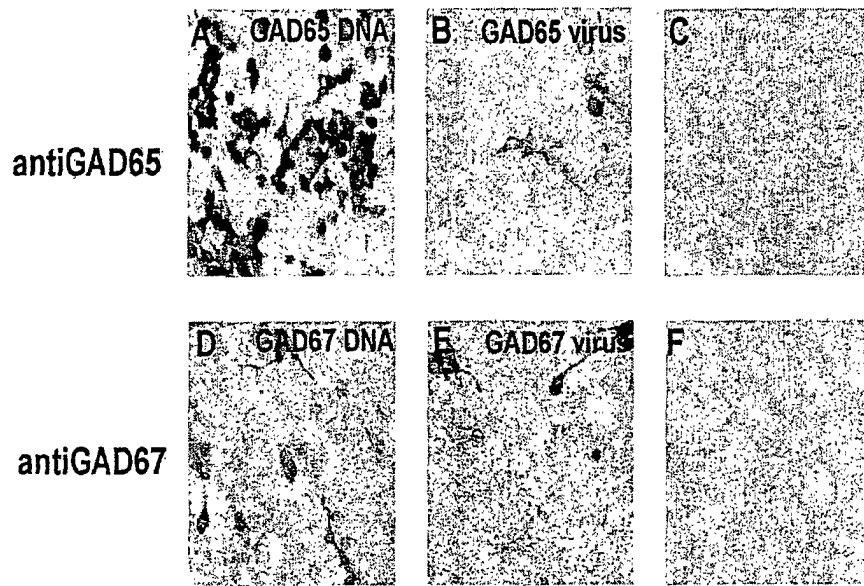 A GAD65 DNA
B GAD65 virus
C
antiGAD65
D GAD67 DNA
E GAD67 virus
F
antiGAD67